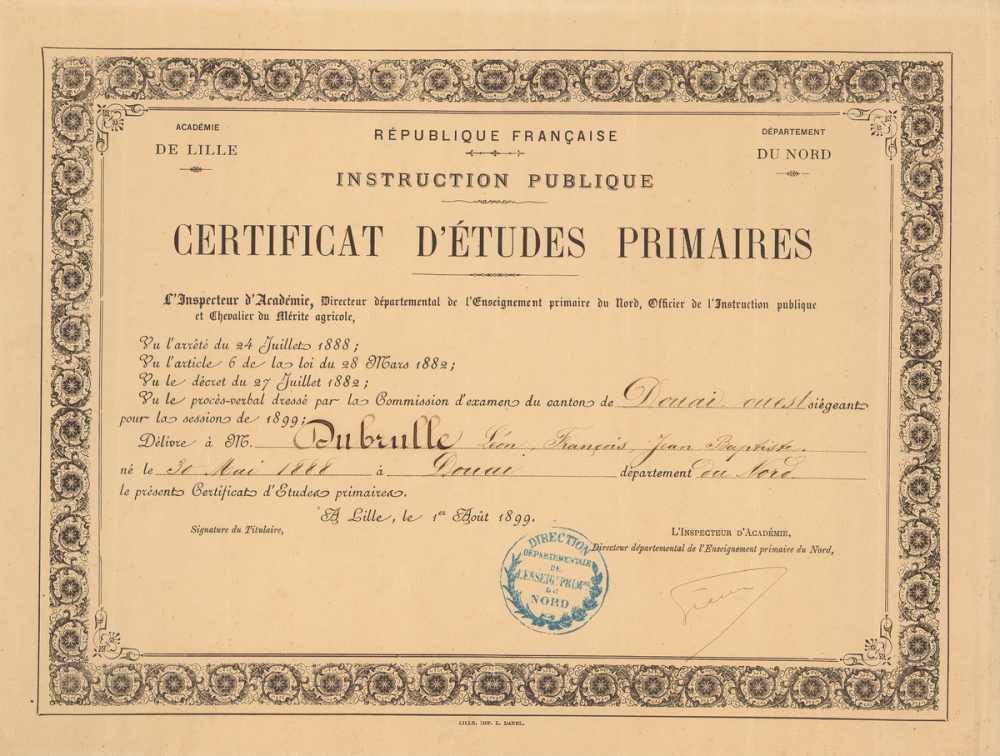 ACADÉMIE
DE LILLE
RÉPUBLIQUE FRANÇAISE
DÉPARTEMENT
DU NORD
INSTRUCTION PUBLIQUE
CERTIFICAT D'ÉTUDES PRIMAIRES
L'Inspecteur d'Académie, Directeur départemental de l'Enseignement primaire du Nord, Officier de l'Instruction publique
et Chevalier du Mérite agricole,
Vu l'arrêté du 24 Juillet 1888;
Vu l'article 6 de la loi du 28 Mars 1882;
Vu le décret du 27 Juillet 1882;
Vu le procès-verbal dressé par la Commission d'examen du canton de Douai ouest siégeant
pour la session de 1899;
Délivre à M. Dubrulle Léon, François, Jean Baptiste.
né le 30 Mai 1888 à Douai département du Nord
le présent Certificat d'Etudes primaires.
A Lille, le 1er Août 1899.
Signature du Titulaire,
L'INSPECTEUR D'ACADÉMIE,
Directeur départemental de l'Enseignement primaire du Nord,
DIRECTION
DÉPARTEMENTALE
DE
L'ENSEIGT PRIMRE
DU
NORD
LILLE, IMP. L. DANEL.